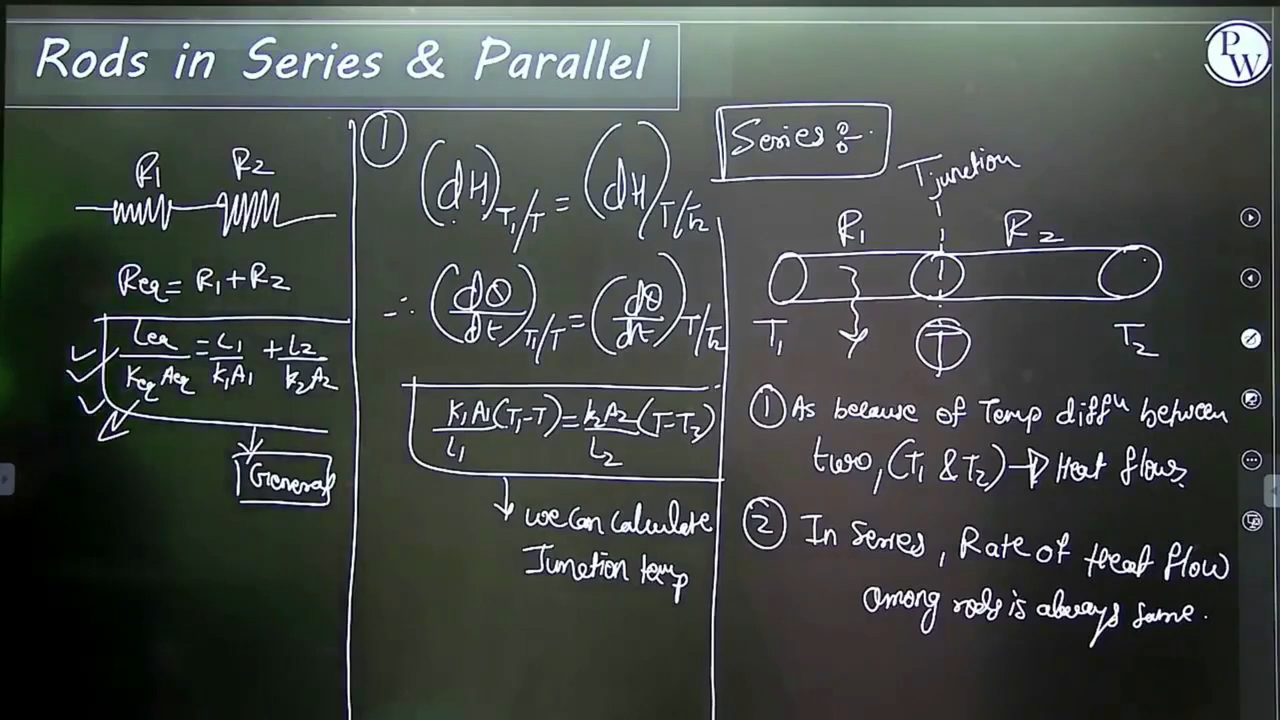 Rods in Series & Parallel
PW
R1 R2
Req = R1 + R2
Leq/Keq Aeq = L1/K1A1 + L2/K2A2
General
① (dH)T1/T = (dH)T/T2
∴ (dθ/dt)T1/T = (dθ/dt)T/T2
K1A1/L1 (T1-T) = K2A2/L2 (T-T2)
we can calculate
Junction temp
Series :-
Tjunction
R1 R2
T1 T T2
① As because of Temp diffⁿ between
two, (T1 & T2) → Heat flows.
② In Series, Rate of Heat flow
among rods is always same.